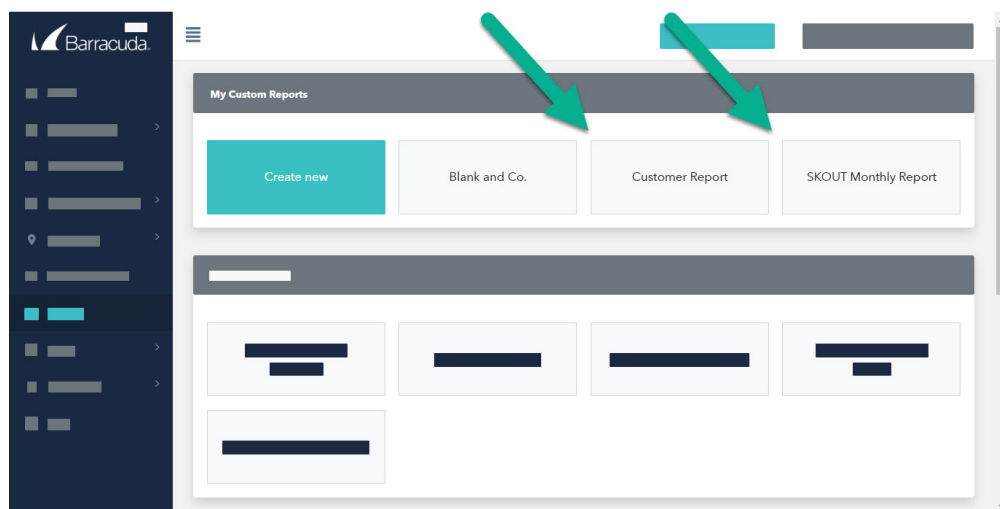 Barracuda.
My Custom Reports
Create new
Blank and Co.
Customer Report
SKOUT Monthly Report